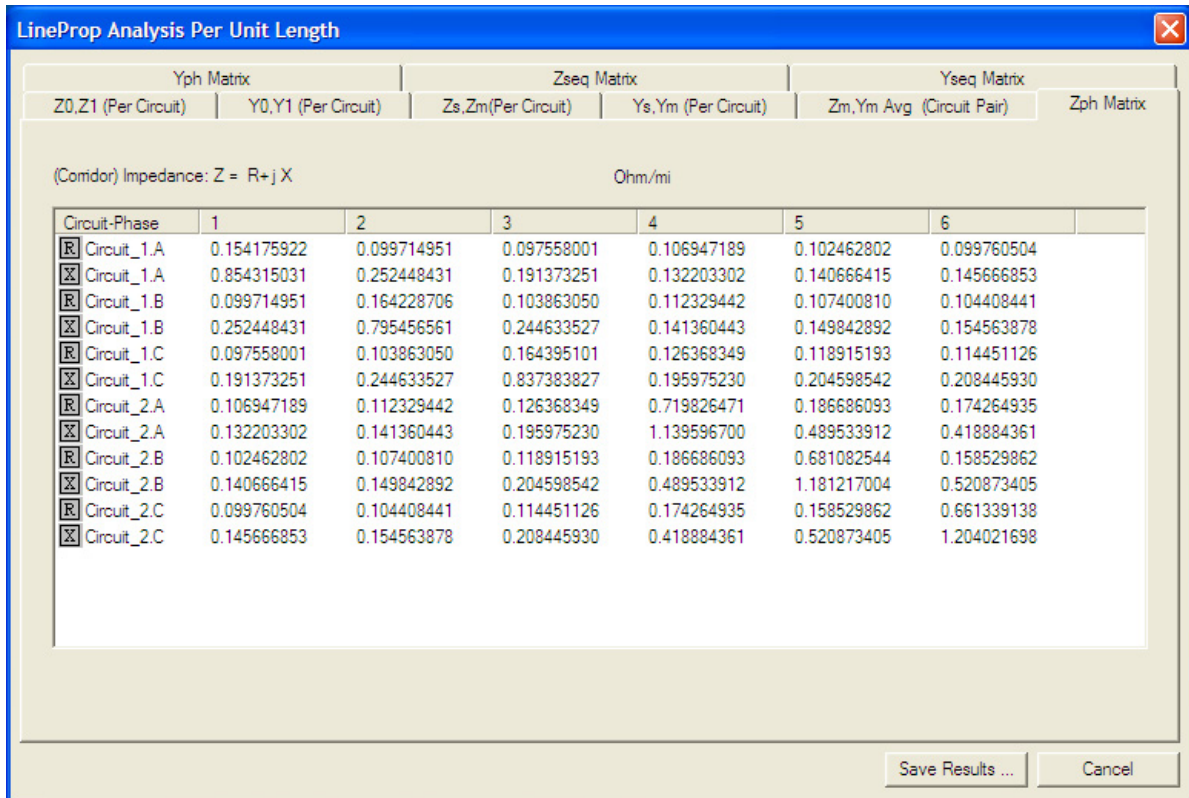 LineProp Analysis Per Unit Length
Yph Matrix Zseq Matrix Yseq Matrix
Z0,Z1 (Per Circuit) Y0,Y1 (Per Circuit) Zs,Zm(Per Circuit) Ys,Ym (Per Circuit) Zm,Ym Avg (Circuit Pair) Zph Matrix
(Corridor) Impedance: Z = R+j X Ohm/mi
Circuit-Phase 1 2 3 4 5 6
R Circuit_1.A 0.154175922 0.099714951 0.097558001 0.106947189 0.102462802 0.099760504
X Circuit_1.A 0.854315031 0.252448431 0.191373251 0.132203302 0.140666415 0.145666853
R Circuit_1.B 0.099714951 0.164228706 0.103863050 0.112329442 0.107400810 0.104408441
X Circuit_1.B 0.252448431 0.795456561 0.244633527 0.141360443 0.149842892 0.154563878
R Circuit_1.C 0.097558001 0.103863050 0.164395101 0.126368349 0.118915193 0.114451126
X Circuit_1.C 0.191373251 0.244633527 0.837383827 0.195975230 0.204598542 0.208445930
R Circuit_2.A 0.106947189 0.112329442 0.126368349 0.719826471 0.186686093 0.174264935
X Circuit_2.A 0.132203302 0.141360443 0.195975230 1.139596700 0.489533912 0.418884361
R Circuit_2.B 0.102462802 0.107400810 0.118915193 0.186686093 0.681082544 0.158529862
X Circuit_2.B 0.140666415 0.149842892 0.204598542 0.489533912 1.181217004 0.520873405
R Circuit_2.C 0.099760504 0.104408441 0.114451126 0.174264935 0.158529862 0.661339138
X Circuit_2.C 0.145666853 0.154563878 0.208445930 0.418884361 0.520873405 1.204021698
Save Results ... Cancel